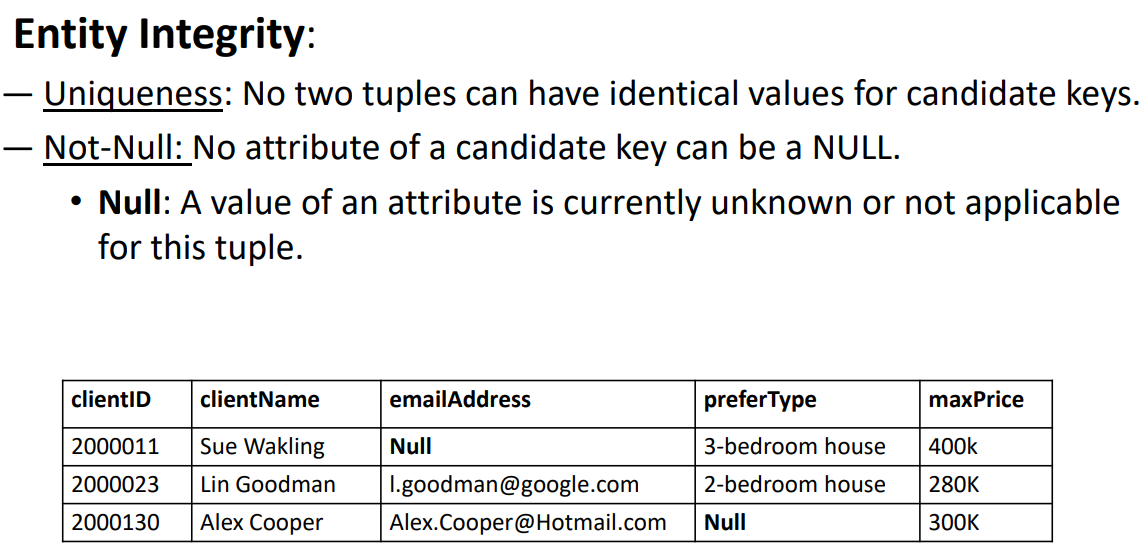 Entity Integrity:
— Uniqueness: No two tuples can have identical values for candidate keys.
— Not-Null: No attribute of a candidate key can be a NULL.
• Null: A value of an attribute is currently unknown or not applicable
for this tuple.
clientID clientName emailAddress preferType maxPrice
2000011 Sue Wakling Null 3-bedroom house 400k
2000023 Lin Goodman l.goodman@google.com 2-bedroom house 280K
2000130 Alex Cooper Alex.Cooper@Hotmail.com Null 300K